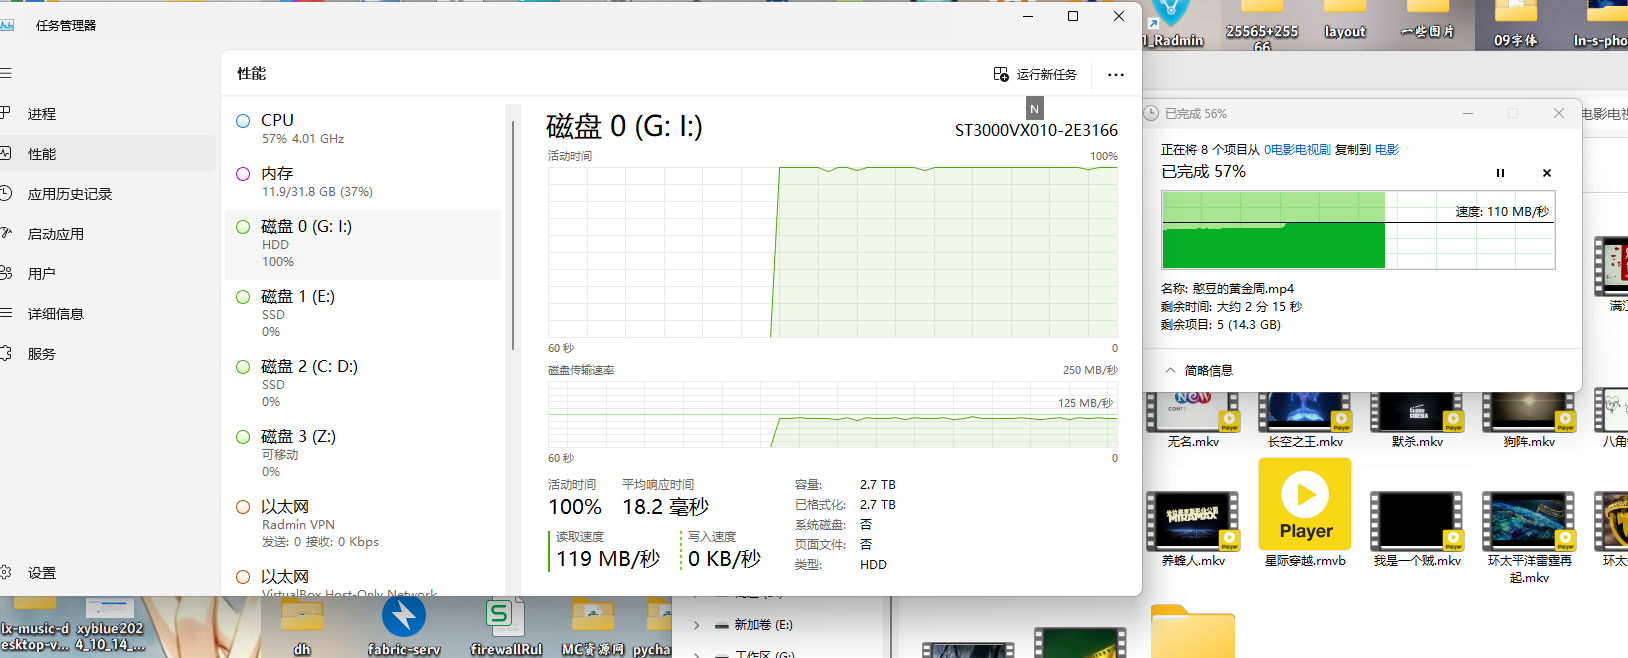 任务管理器
进程
性能
应用历史记录
启动应用
用户
详细信息
服务
设置
性能
运行新任务
N
CPU
57% 4.01 GHz
内存
11.9/31.8 GB (37%)
磁盘 0 (G: I:)
HDD
100%
磁盘 1 (E:)
SSD
0%
磁盘 2 (C: D:)
SSD
0%
磁盘 3 (Z:)
可移动
0%
以太网
Radmin VPN
发送: 0 接收: 0 Kbps
以太网
VirtualBox Host-Only Network
磁盘 0 (G: I:)
ST3000VX010-2E3166
活动时间
100%
60 秒
0
磁盘传输速率
250 MB/秒
125 MB/秒
60 秒
0
活动时间
100%
平均响应时间
18.2 毫秒
读取速度
119 MB/秒
写入速度
0 KB/秒
容量: 2.7 TB
已格式化: 2.7 TB
系统磁盘: 否
页面文件: 否
类型: HDD
1_Radmin
25565+255
66
layout
一些图片
09字体
ln-s-pho
已完成 56%
正在将 8 个项目从 0电影电视剧 复制到 电影
已完成 57%
速度: 110 MB/秒
名称: 憨豆的黄金周.mp4
剩余时间: 大约 2 分 15 秒
剩余项目: 5 (14.3 GB)
简略信息
电影电视
满江
无名.mkv
长空之王.mkv
默杀.mkv
狗阵.mkv
八角
Player
Player
Player
Player
MIRAMAX
Player
养蜂人.mkv
星际穿越.rmvb
我是一个贼.mkv
环太平洋雷霆再
起.mkv
环太
lx-music-d
esktop-v...
xyblue202
4_10_14_...
dh
fabric-serv
firewallRul
MC资源网
pycha
新加卷 (E:)
工作区 (G:)